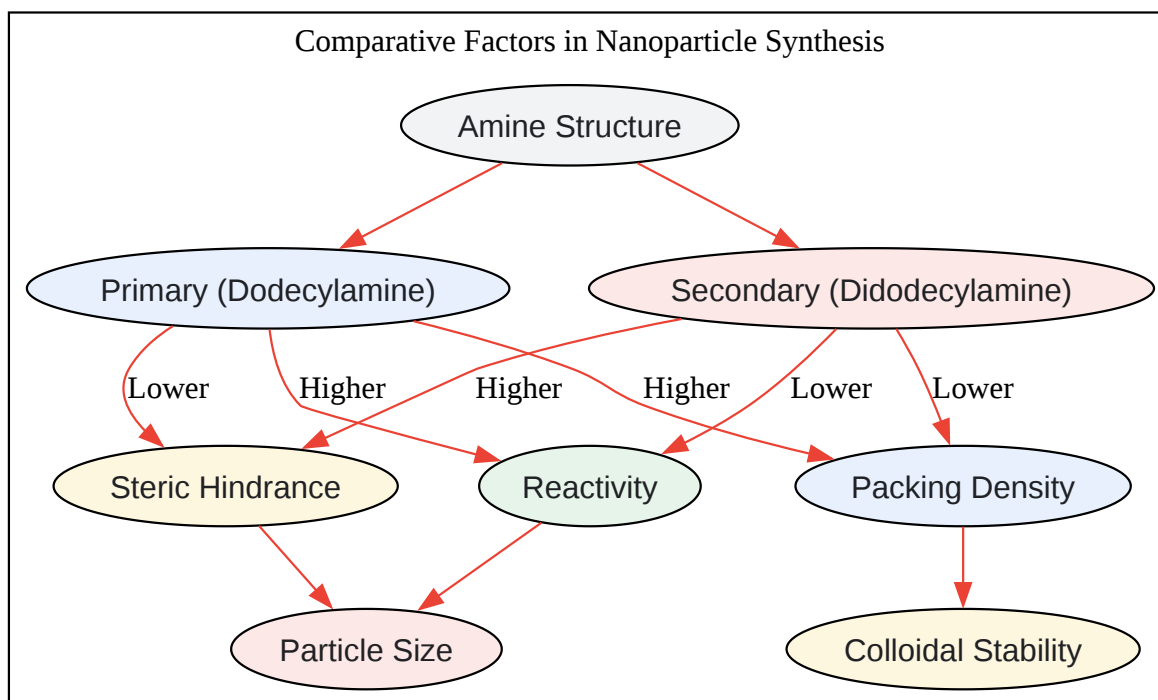 Comparative Factors in Nanoparticle Synthesis
Amine Structure
Primary (Dodecylamine)
Secondary (Didodecylamine)
Lower
Higher
Higher
Higher
Lower
Lower
Steric Hindrance
Reactivity
Packing Density
Particle Size
Colloidal Stability